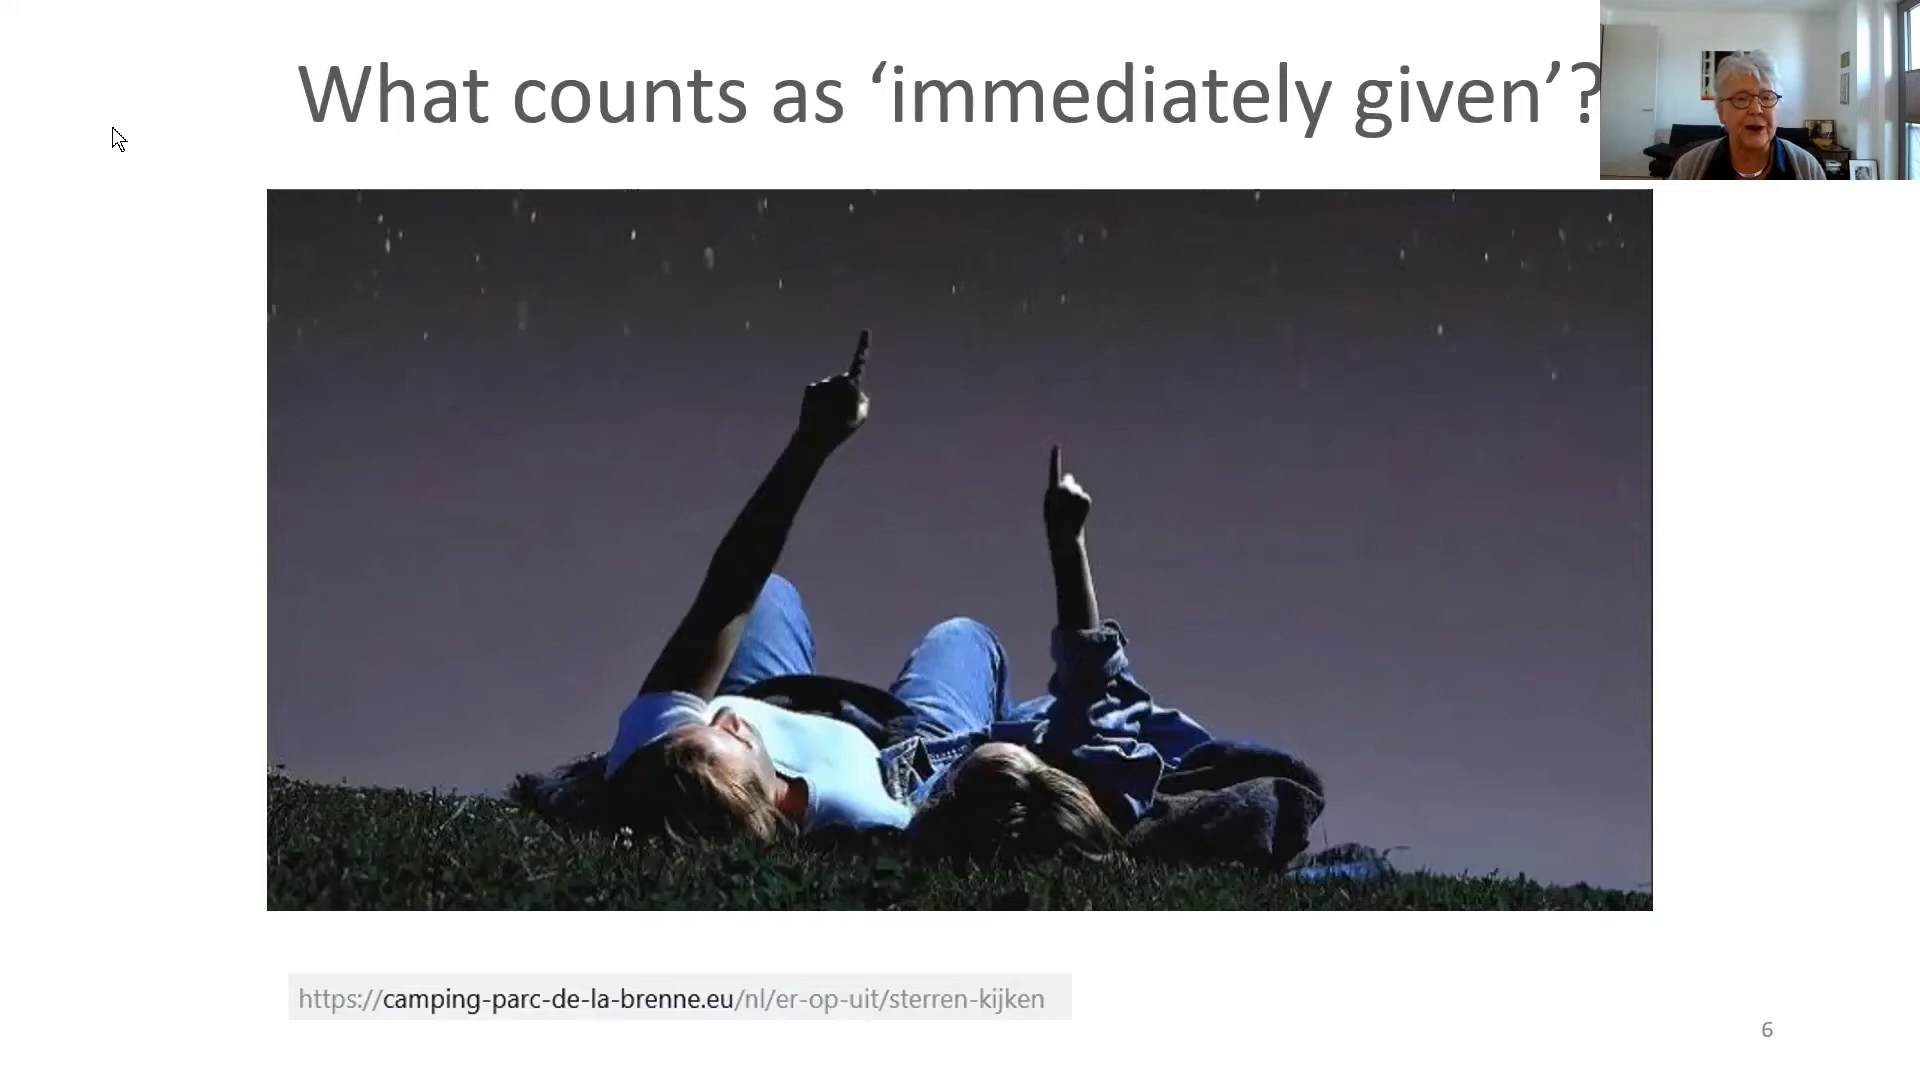 What counts as ‘immediately given’?
https://camping-parc-de-la-brenne.eu/nl/er-op-uit/sterren-kijken
6